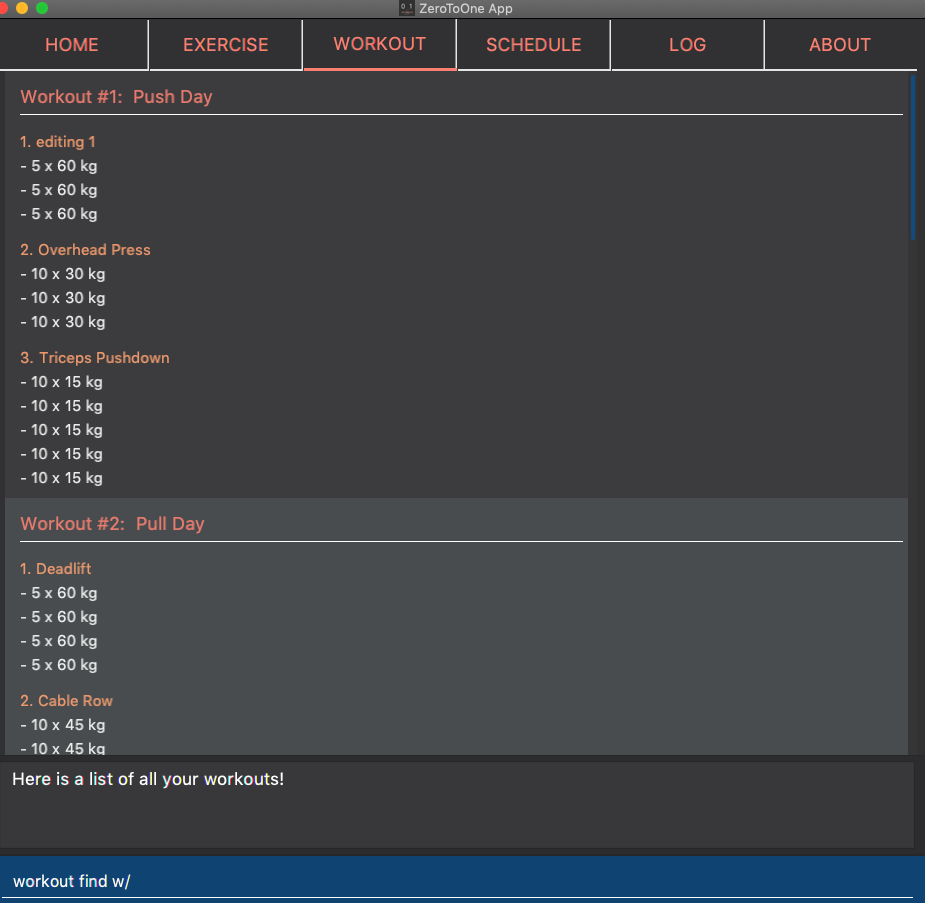 ZeroToOne App
HOME EXERCISE WORKOUT SCHEDULE LOG ABOUT
Workout #1: Push Day
1. editing 1
- 5 x 60 kg
- 5 x 60 kg
- 5 x 60 kg
2. Overhead Press
- 10 x 30 kg
- 10 x 30 kg
- 10 x 30 kg
3. Triceps Pushdown
- 10 x 15 kg
- 10 x 15 kg
- 10 x 15 kg
- 10 x 15 kg
- 10 x 15 kg
Workout #2: Pull Day
1. Deadlift
- 5 x 60 kg
- 5 x 60 kg
- 5 x 60 kg
- 5 x 60 kg
2. Cable Row
- 10 x 45 kg
- 10 x 45 kg
Here is a list of all your workouts!
workout find w/